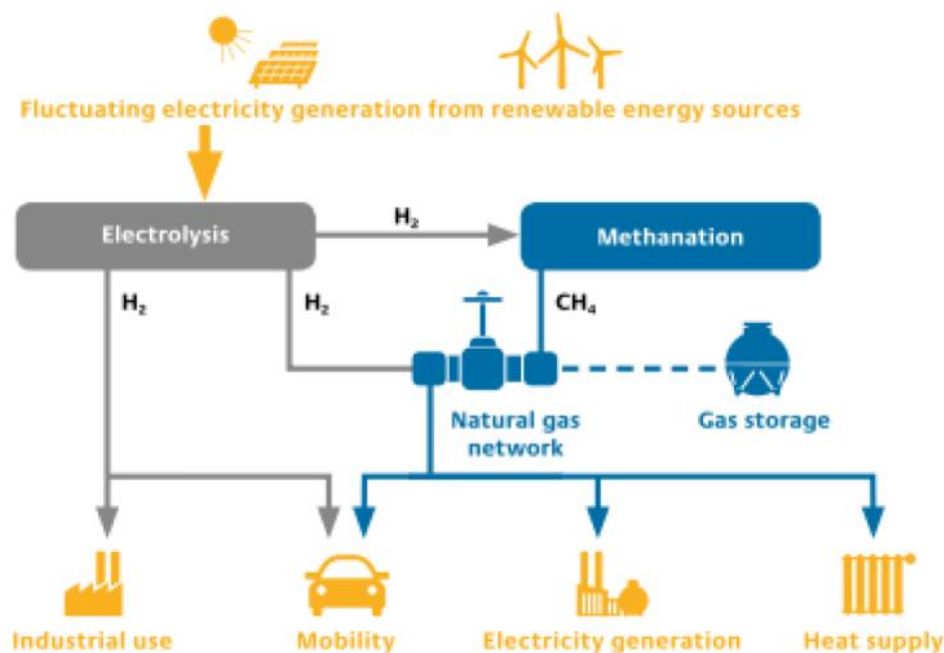 Fluctuating electricity generation from renewable energy sources
Electrolysis
H₂
Methanation
H₂
H₂
CH₄
Natural gas
network
Gas storage
Industrial use
Mobility
Electricity generation
Heat supply